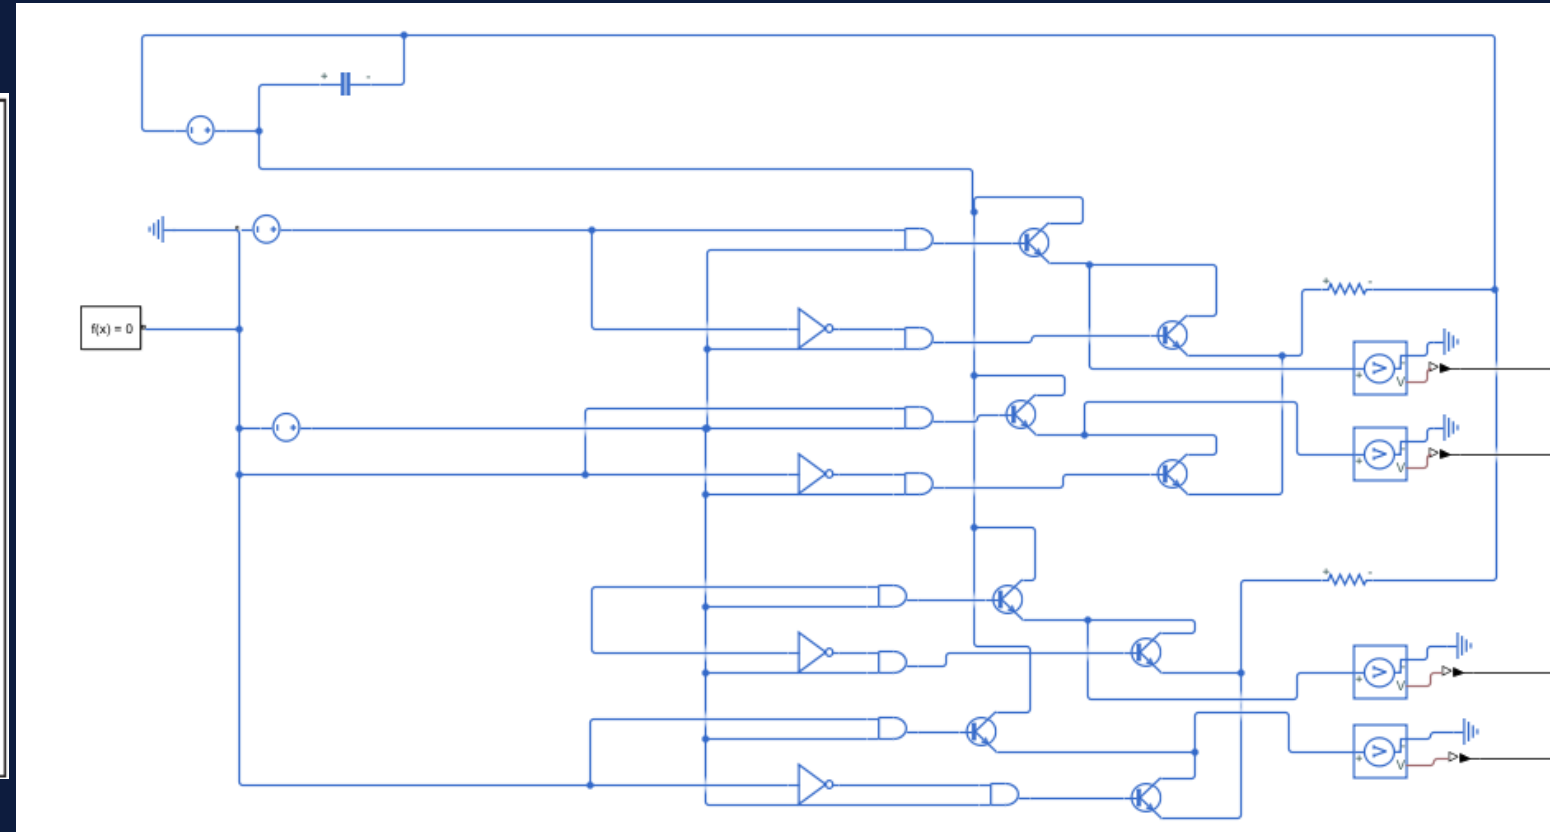 + -
- +
- +
+ -
f(x) = 0
-
+ V
V
-
+ V
V
- +
+ -
-
+ V
V
-
+ V
V